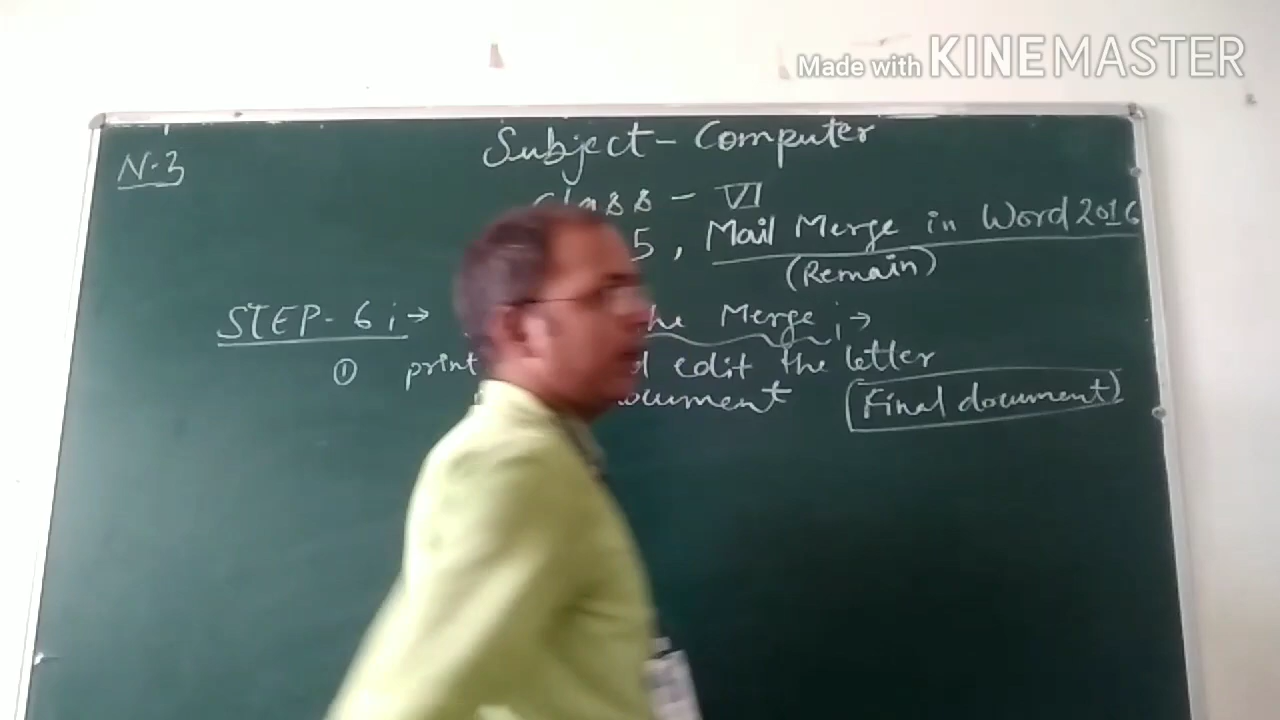 Made with KINEMASTER
N-3
Subject - Computer
Class - VI
5, Mail Merge in Word 2016
(Remain)
STEP-6 : → the Merge : →
① print edit the letter
document (Final document)